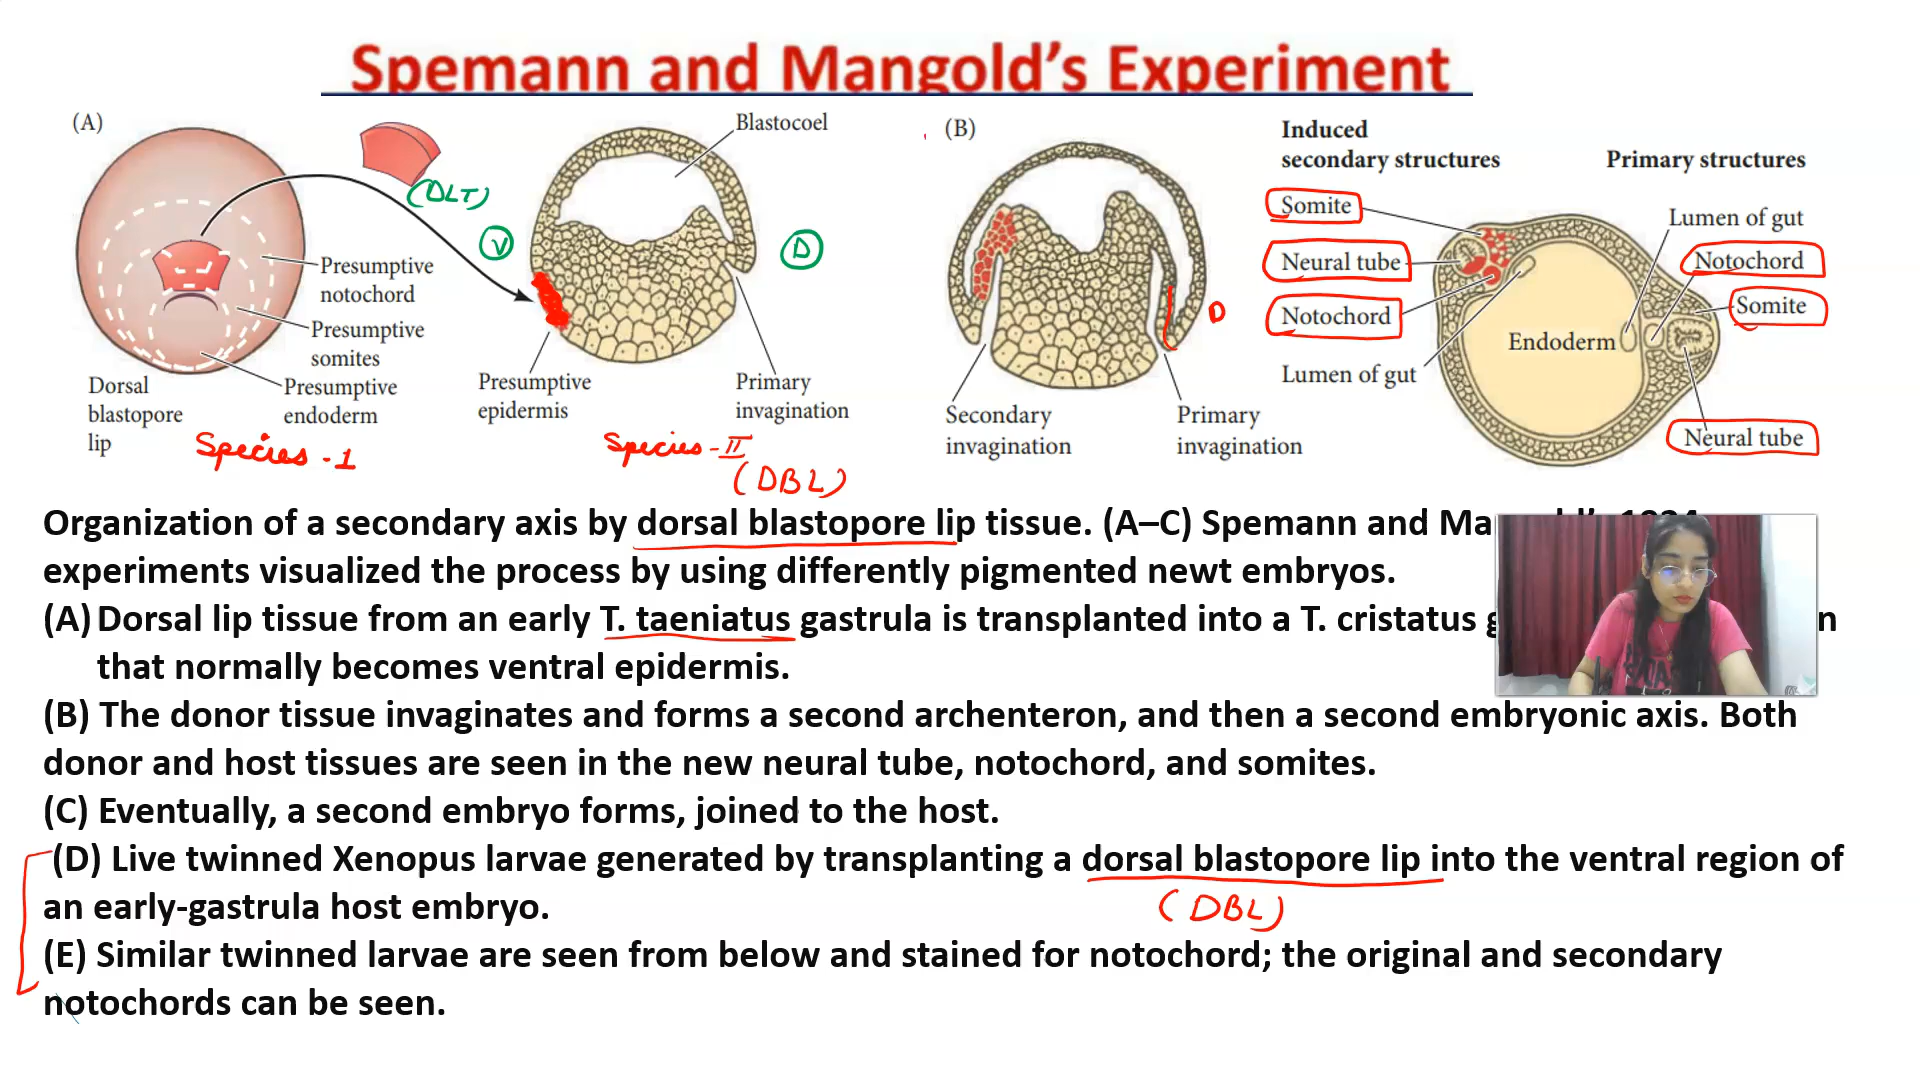 Spemann and Mangold's Experiment
(A)
(DLT)
V
Blastocoel
D
Presumptive
notochord
Presumptive
somites
Presumptive
endoderm
Dorsal
blastopore
lip
Species - 1
Presumptive
epidermis
Primary
invagination
Species - II
(DBL)
(B)
D
Secondary
invagination
Primary
invagination
Induced
secondary structures
Primary structures
Somite
Neural tube
Notochord
Lumen of gut
Endoderm
Lumen of gut
Notochord
Somite
Neural tube
Organization of a secondary axis by dorsal blastopore lip tissue. (A–C) Spemann and
experiments visualized the process by using differently pigmented newt embryos.
(A) Dorsal lip tissue from an early T. taeniatus gastrula is transplanted into a T. cristatus
that normally becomes ventral epidermis.
(B) The donor tissue invaginates and forms a second archenteron, and then a second embryonic axis. Both
donor and host tissues are seen in the new neural tube, notochord, and somites.
(C) Eventually, a second embryo forms, joined to the host.
(D) Live twinned Xenopus larvae generated by transplanting a dorsal blastopore lip into the ventral region of
(DBL)
an early-gastrula host embryo.
(E) Similar twinned larvae are seen from below and stained for notochord; the original and secondary
notochords can be seen.